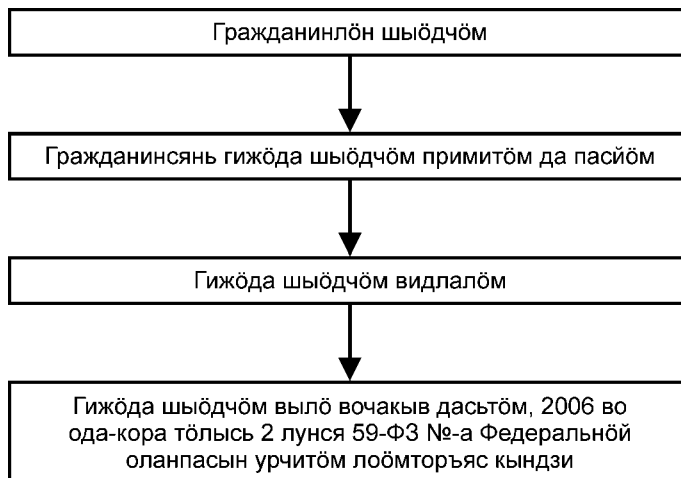 Гражданинлӧн шыӧдчӧм
Гражданинсянь гижӧда шыӧдчӧм примитӧм да пасйӧм
Гижӧда шыӧдчӧм видлалӧм
Гижӧда шыӧдчӧм вылӧ вочакыв дасьтӧм, 2006 во
ода-кора тӧлысь 2 лунся 59-ФЗ №-а Федеральнӧй
оланпасын урчитӧм лоӧмторъяс кындзи